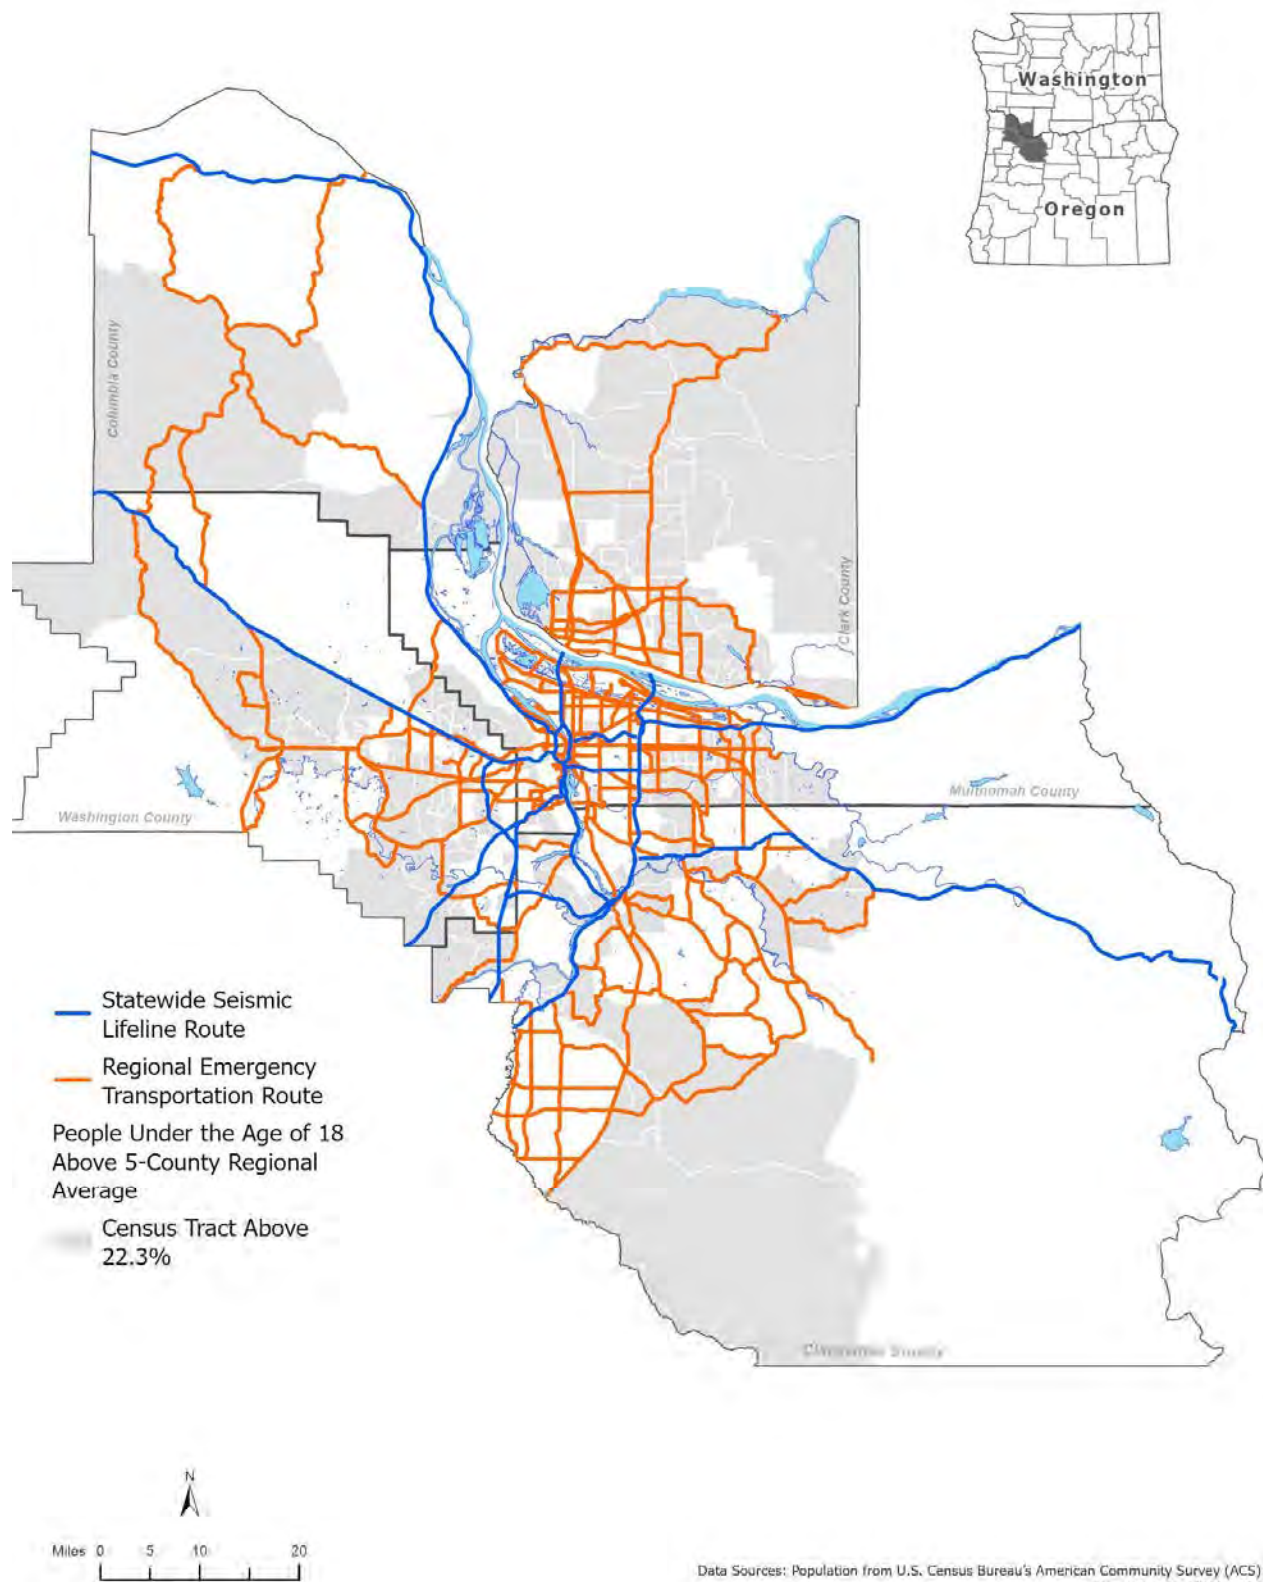 Washington
Oregon
Columbia County
Clark County
Multnomah County
Washington County
Clackamas County
Statewide Seismic
Lifeline Route
Regional Emergency
Transportation Route
People Under the Age of 18
Above 5-County Regional
Average
Census Tract Above
22.3%
N
Miles 0 5 10 20
Data Sources: Population from U.S. Census Bureau's American Community Survey (ACS)